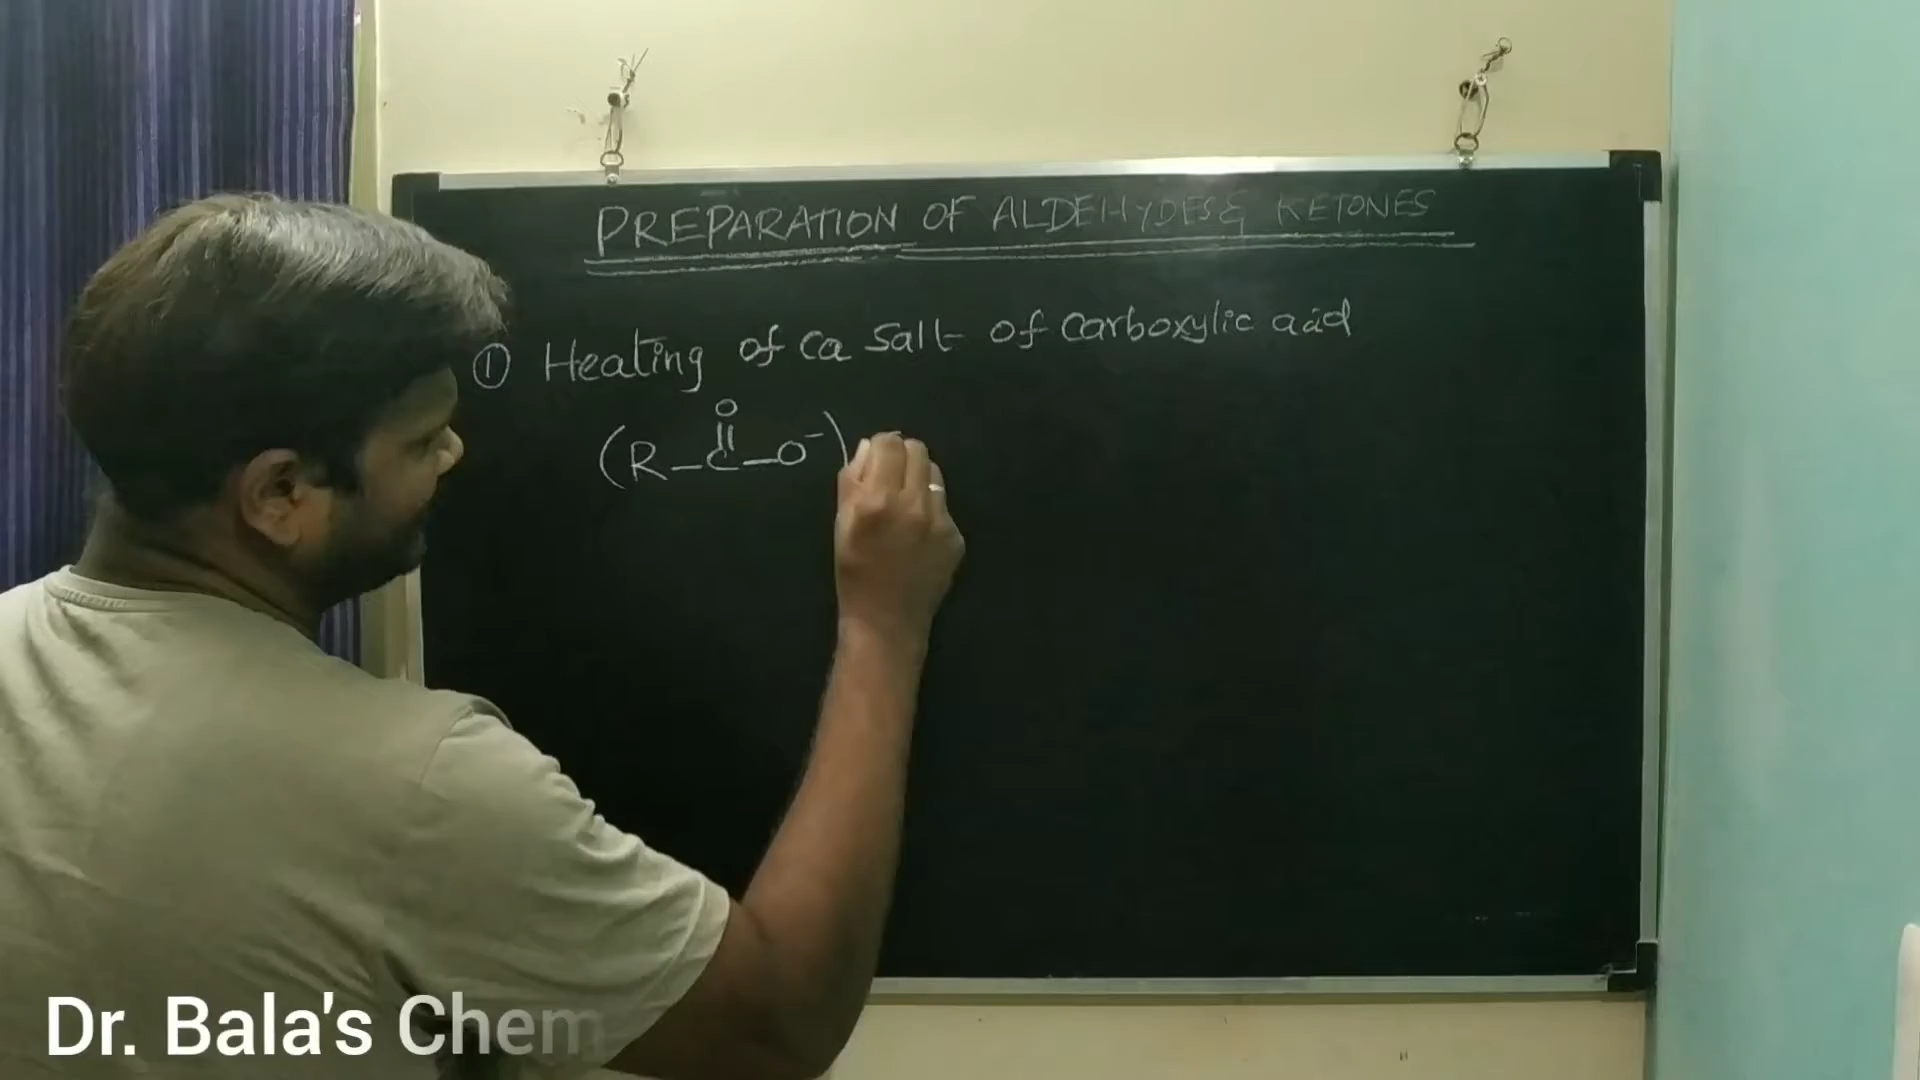 PREPARATION OF ALDEHYDES & KETONES
① Heating of Ca Salt of Carboxylic acid
O
(R-C-O⁻)
Dr. Bala's Chem